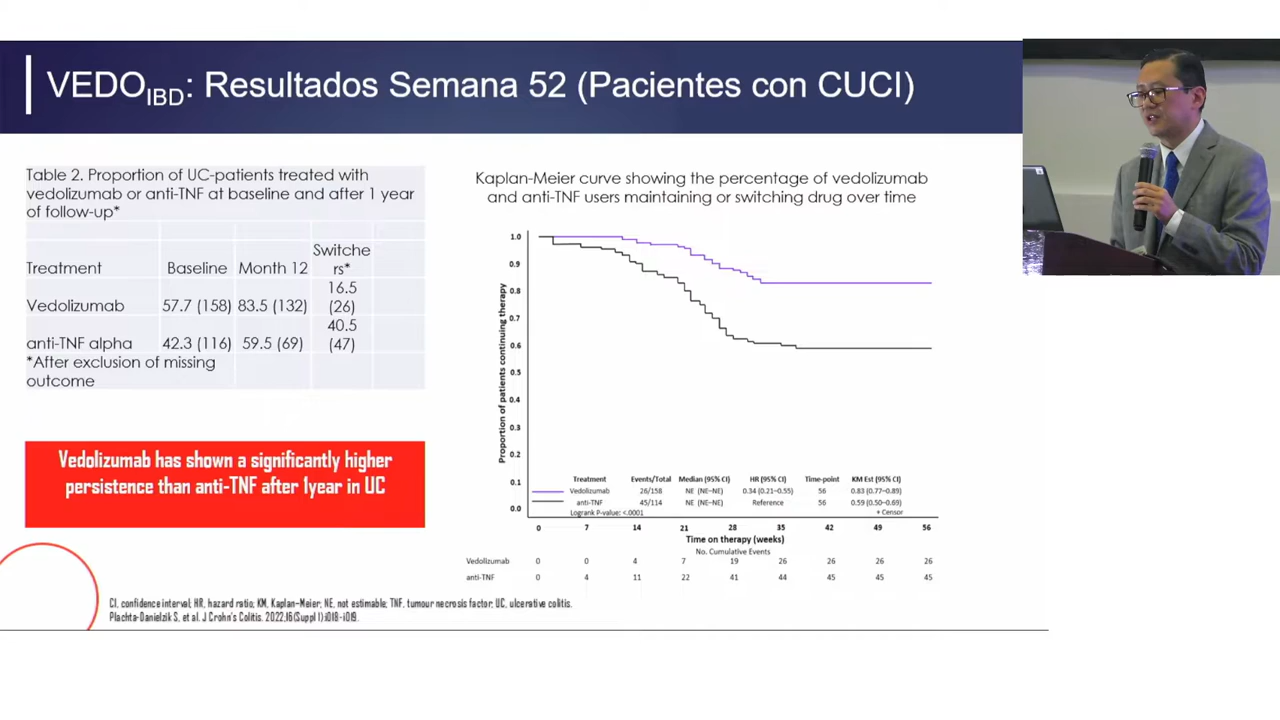 VEDOIBD: Resultados Semana 52 (Pacientes con CUCI)
Table 2. Proportion of UC-patients treated with
vedolizumab or anti-TNF at baseline and after 1 year
of follow-up*
Treatment Baseline Month 12 Switche
rs*
Vedolizumab 57.7 (158) 83.5 (132) 16.5
(26)
anti-TNF alpha 42.3 (116) 59.5 (69) 40.5
(47)
*After exclusion of missing
outcome
Vedolizumab has shown a significantly higher
persistence than anti-TNF after 1year in UC
Kaplan-Meier curve showing the percentage of vedolizumab
and anti-TNF users maintaining or switching drug over time
Proportion of patients continuing therapy
1.0
0.9
0.8
0.7
0.6
0.5
0.4
0.3
0.2
0.1
0.0
Treatment Events/Total Median (95% CI) HR (95% CI) Time-point KM Est (95% CI)
Vedolizumab 26/158 NE (NE–NE) 0.34 (0.21–0.55) 56 0.83 (0.77–0.89)
anti-TNF 45/114 NE (NE–NE) Reference 56 0.59 (0.50–0.69)
Logrank P-value: <.0001 + Censor
0 7 14 21 28 35 42 49 56
Time on therapy (weeks)
No. Cumulative Events
Vedolizumab 0 0 4 7 19 26 26 26 26
anti-TNF 0 4 11 22 41 44 45 45 45
CI, confidence interval; HR, hazard ratio; KM, Kaplan-Meier; NE, not estimable; TNF, tumour necrosis factor; UC, ulcerative colitis.
Plachta-Danielzik S, et al. J Crohn's Colitis. 2022;16(Suppl 1):i018-i019.